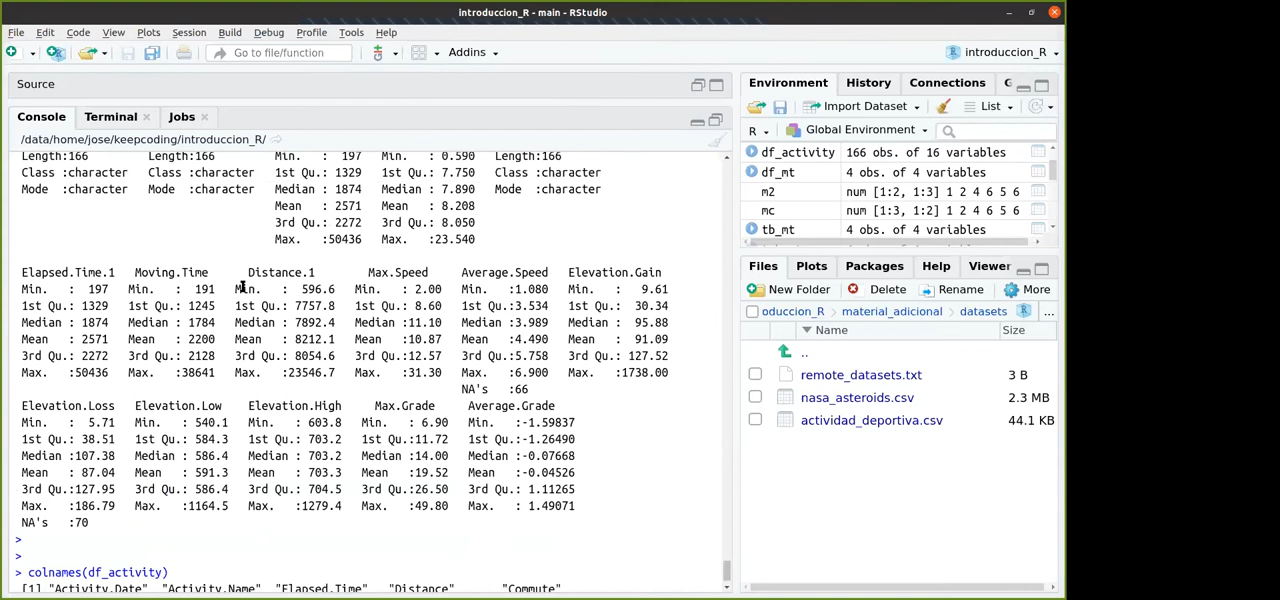 introduccion_R - main - RStudio
File Edit Code View Plots Session Build Debug Profile Tools Help
Go to file/function Addins introduccion_R
Source
Console Terminal Jobs
/data/home/jose/keepcoding/introduccion_R/
Length:166 Length:166 Min. : 197 Min. : 0.590 Length:166
Class :character Class :character 1st Qu.: 1329 1st Qu.: 7.750 Class :character
Mode :character Mode :character Median : 1874 Median : 7.890 Mode :character
Mean : 2571 Mean : 8.208
3rd Qu.: 2272 3rd Qu.: 8.050
Max. :50436 Max. :23.540
Elapsed.Time.1 Moving.Time Distance.1 Max.Speed Average.Speed Elevation.Gain
Min. : 197 Min. : 191 Min. : 596.6 Min. : 2.00 Min. :1.080 Min. : 9.61
1st Qu.: 1329 1st Qu.: 1245 1st Qu.: 7757.8 1st Qu.: 8.60 1st Qu.:3.534 1st Qu.: 30.34
Median : 1874 Median : 1784 Median : 7892.4 Median :11.10 Median :3.989 Median : 95.88
Mean : 2571 Mean : 2200 Mean : 8212.1 Mean :10.87 Mean :4.490 Mean : 91.09
3rd Qu.: 2272 3rd Qu.: 2128 3rd Qu.: 8054.6 3rd Qu.:12.57 3rd Qu.:5.758 3rd Qu.: 127.52
Max. :50436 Max. :38641 Max. :23546.7 Max. :31.30 Max. :6.900 Max. :1738.00
NA's :66
Elevation.Loss Elevation.Low Elevation.High Max.Grade Average.Grade
Min. : 5.71 Min. : 540.1 Min. : 603.8 Min. : 6.90 Min. :-1.59837
1st Qu.: 38.51 1st Qu.: 584.3 1st Qu.: 703.2 1st Qu.:11.72 1st Qu.:-1.26490
Median :107.38 Median : 586.4 Median : 703.2 Median :14.00 Median :-0.07668
Mean : 87.04 Mean : 591.3 Mean : 703.3 Mean :19.52 Mean :-0.04526
3rd Qu.:127.95 3rd Qu.: 586.4 3rd Qu.: 704.5 3rd Qu.:26.50 3rd Qu.: 1.11265
Max. :186.79 Max. :1164.5 Max. :1279.4 Max. :49.80 Max. : 1.49071
NA's :70
>
>
> colnames(df_activity)
[1] "Activity.Date" "Activity.Name" "Elapsed.Time" "Distance" "Commute"
Environment History Connections G
Import Dataset List
R Global Environment
df_activity 166 obs. of 16 variables
df_mt 4 obs. of 4 variables
m2 num [1:2, 1:3] 1 2 4 6 5 6
mc num [1:3, 1:2] 1 2 4 6 5 6
tb_mt 4 obs. of 4 variables
Files Plots Packages Help Viewer
New Folder Delete Rename More
oduccion_R material_adicional datasets ...
Name Size
..
remote_datasets.txt 3 B
nasa_asteroids.csv 2.3 MB
actividad_deportiva.csv 44.1 KB